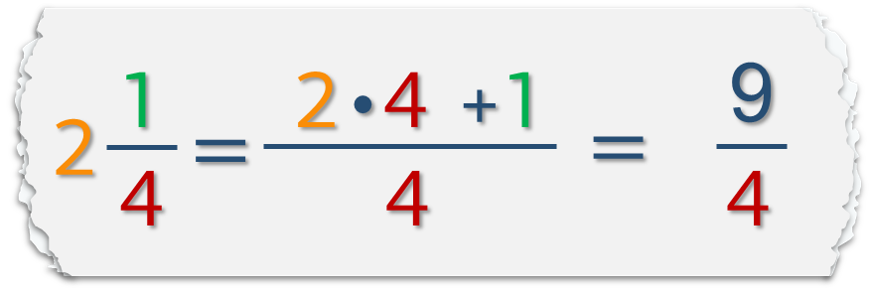 2 1/4 = (2 • 4 + 1)/4 = 9/4